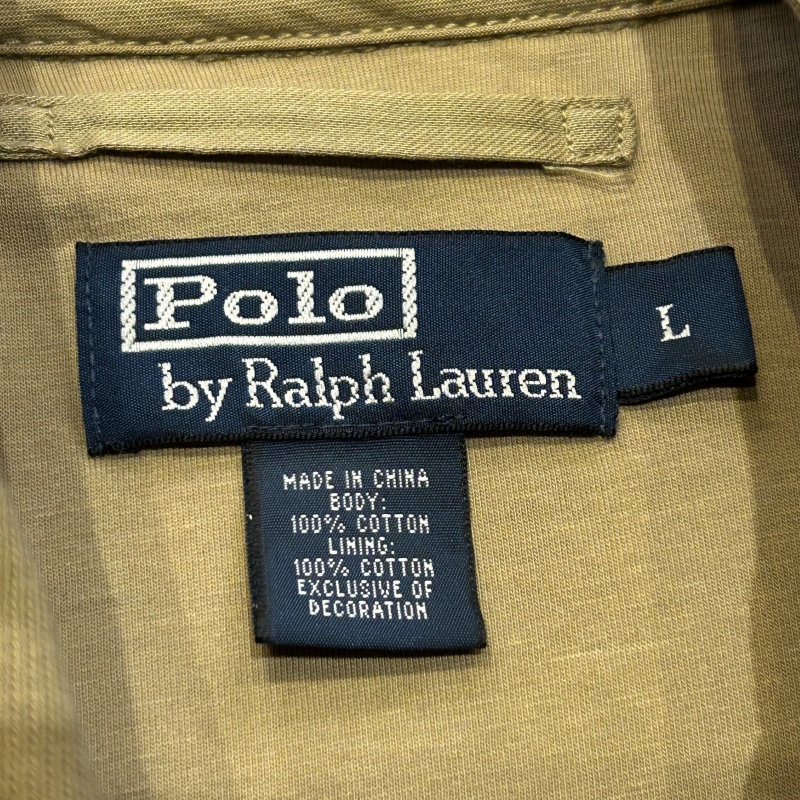 Polo
by Ralph Lauren
L
MADE IN CHINA
BODY:
100% COTTON
LINING:
100% COTTON
EXCLUSIVE OF
DECORATION